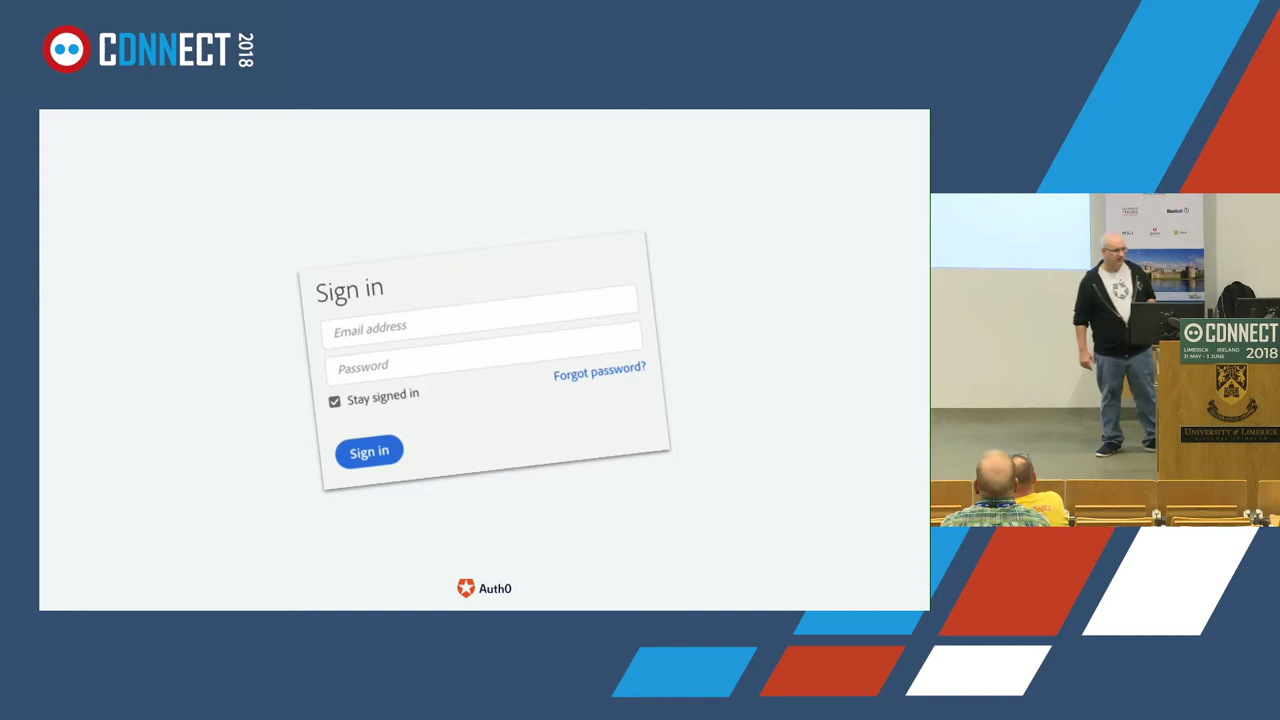 CDNNECT 2018
Sign in
Email address
Password
Forgot password?
Stay signed in
Sign in
Auth0
CONNECT
LIMERICK IRELAND
31 MAY - 3 JUNE
2018
UNIVERSITY of LIMERICK